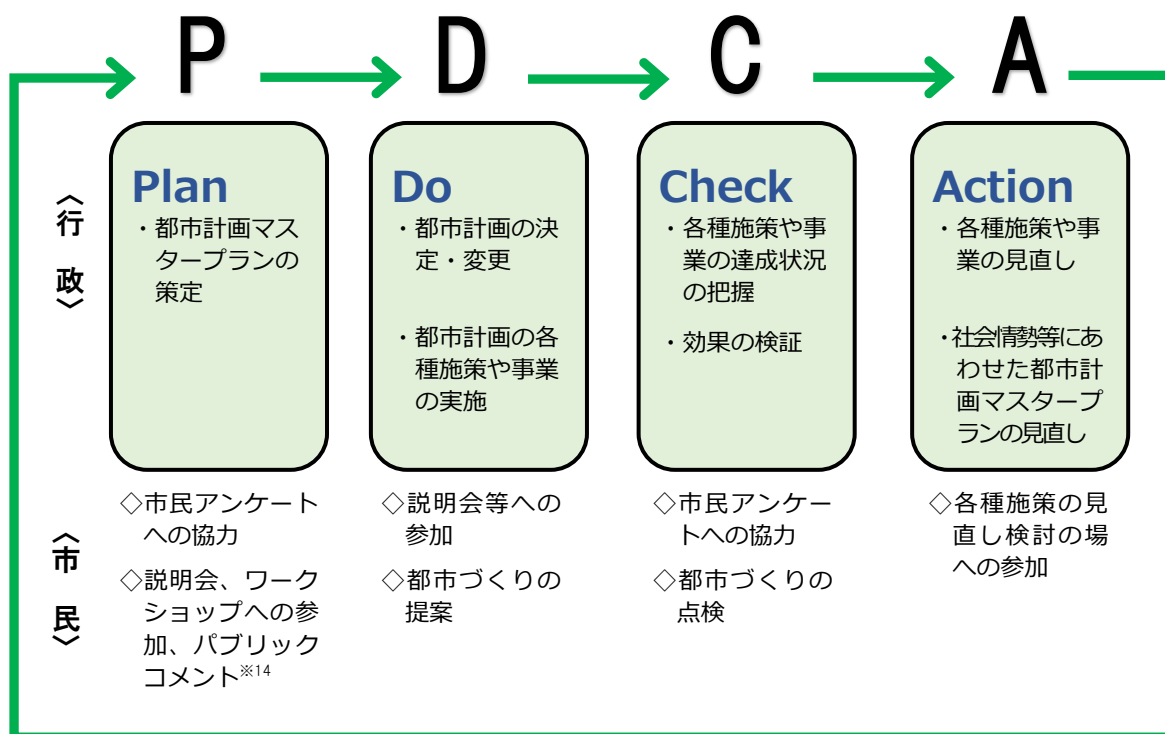 P
D
C
A
〈行　政〉
Plan
・都市計画マス
タープランの
策定
Do
・都市計画の決
定・変更
・都市計画の各
種施策や事業
の実施
Check
・各種施策や事
業の達成状況
の把握
・効果の検証
Action
・各種施策や事
業の見直し
・社会情勢等にあ
わせた都市計
画マスタープ
ランの見直し
〈市　民〉
◇市民アンケート
への協力
◇説明会、ワーク
ショップへの参
加、パブリック
コメント※14
◇説明会等への
参加
◇都市づくりの
提案
◇市民アンケー
トへの協力
◇都市づくりの
点検
◇各種施策の見
直し検討の場
への参加